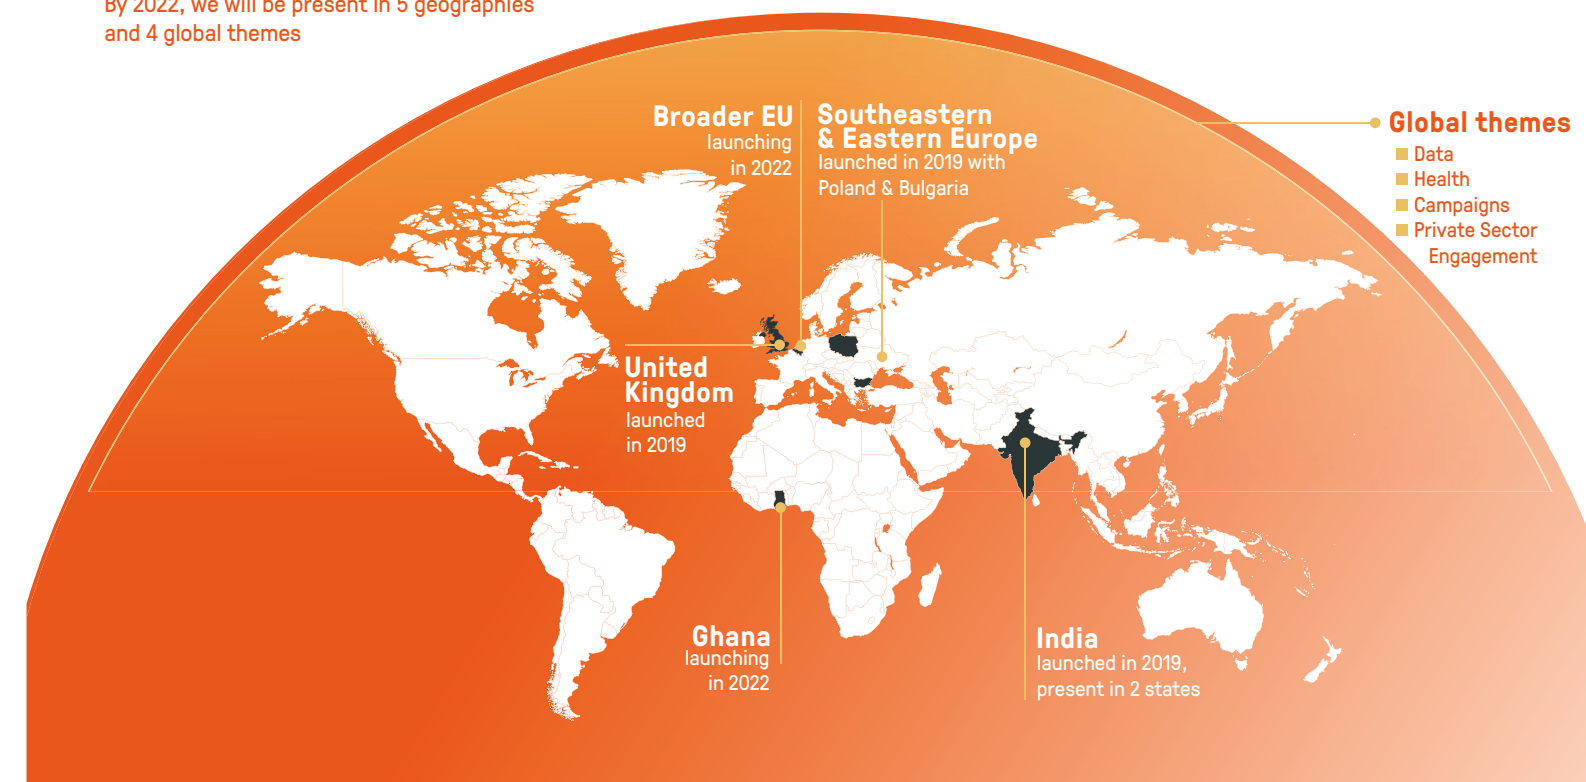 By 2022, we will be present in 5 geographies
and 4 global themes
Broader EU
launching
in 2022
Southeastern
& Eastern Europe
launched in 2019 with
Poland & Bulgaria
Global themes
Data
Health
Campaigns
Private Sector
Engagement
United
Kingdom
launched
in 2019
Ghana
launching
in 2022
India
launched in 2019,
present in 2 states